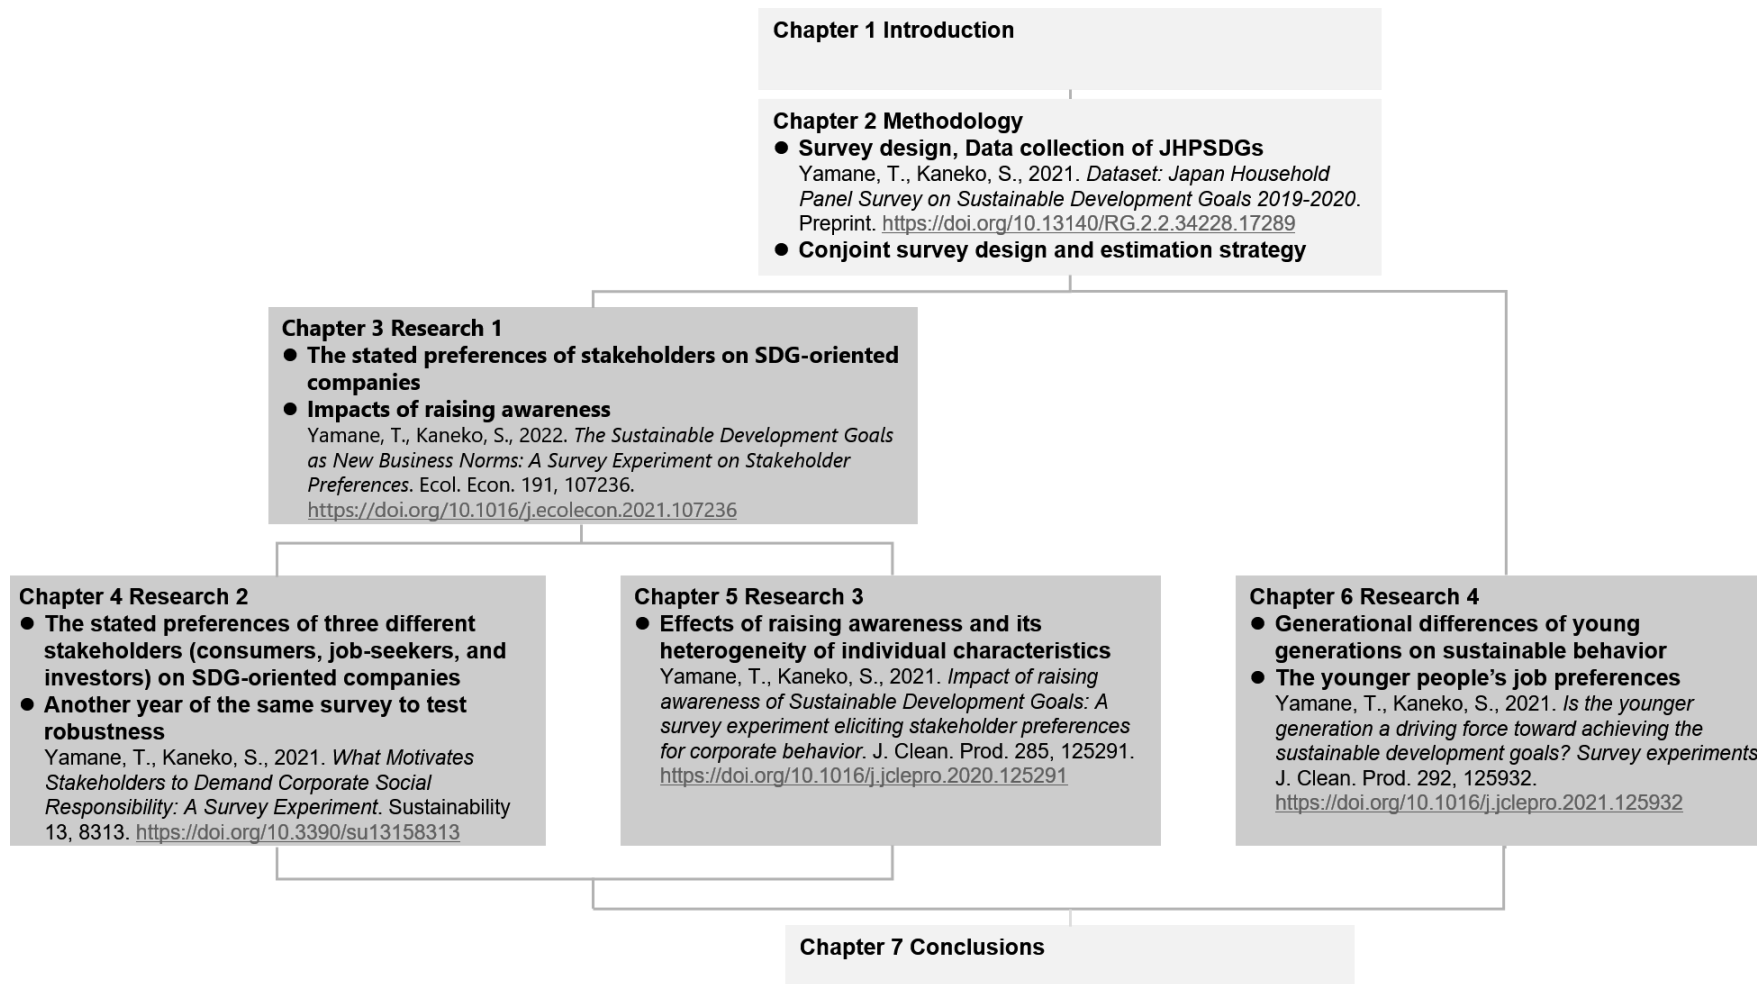 Chapter 1 Introduction
Chapter 2 Methodology
● Survey design, Data collection of JHPSDGs
Yamane, T., Kaneko, S., 2021. Dataset: Japan Household
Panel Survey on Sustainable Development Goals 2019-2020.
Preprint. https://doi.org/10.13140/RG.2.2.34228.17289
● Conjoint survey design and estimation strategy
Chapter 3 Research 1
● The stated preferences of stakeholders on SDG-oriented
companies
● Impacts of raising awareness
Yamane, T., Kaneko, S., 2022. The Sustainable Development Goals
as New Business Norms: A Survey Experiment on Stakeholder
Preferences. Ecol. Econ. 191, 107236.
https://doi.org/10.1016/j.ecolecon.2021.107236
Chapter 4 Research 2
● The stated preferences of three different
stakeholders (consumers, job-seekers, and
investors) on SDG-oriented companies
● Another year of the same survey to test
robustness
Yamane, T., Kaneko, S., 2021. What Motivates
Stakeholders to Demand Corporate Social
Responsibility: A Survey Experiment. Sustainability
13, 8313. https://doi.org/10.3390/su13158313
Chapter 5 Research 3
● Effects of raising awareness and its
heterogeneity of individual characteristics
Yamane, T., Kaneko, S., 2021. Impact of raising
awareness of Sustainable Development Goals: A
survey experiment eliciting stakeholder preferences
for corporate behavior. J. Clean. Prod. 285, 125291.
https://doi.org/10.1016/j.jclepro.2020.125291
Chapter 6 Research 4
● Generational differences of young
generations on sustainable behavior
● The younger people's job preferences
Yamane, T., Kaneko, S., 2021. Is the younger
generation a driving force toward achieving the
sustainable development goals? Survey experiments
J. Clean. Prod. 292, 125932.
https://doi.org/10.1016/j.jclepro.2021.125932
Chapter 7 Conclusions